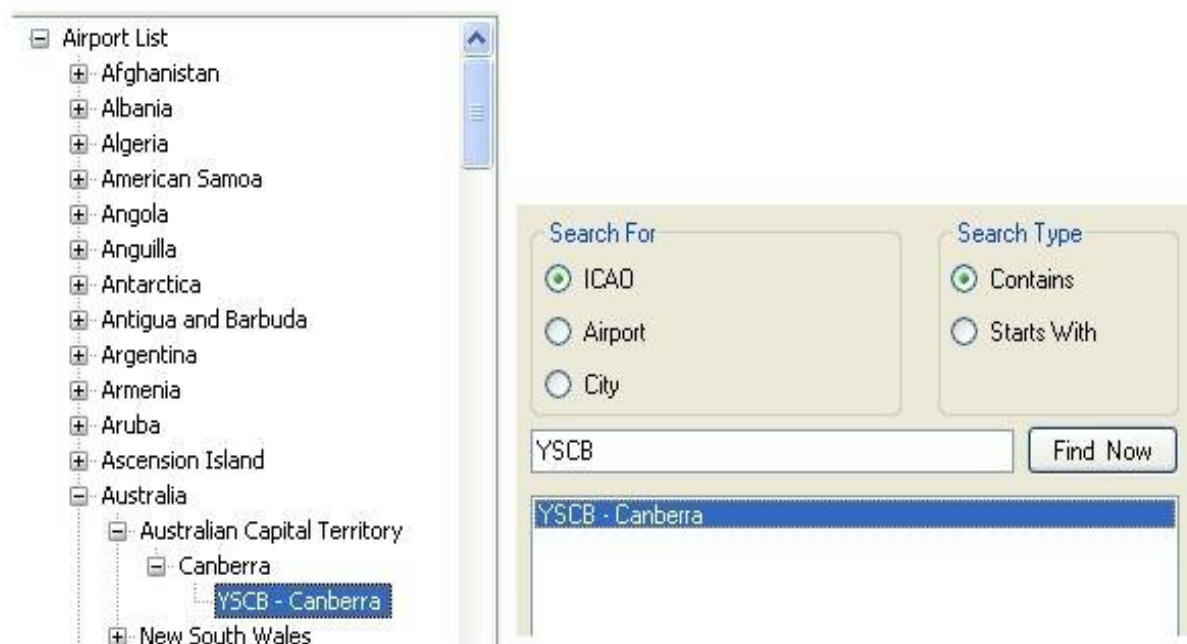 Airport List
Afghanistan
Albania
Algeria
American Samoa
Angola
Anguilla
Antarctica
Antigua and Barbuda
Argentina
Armenia
Aruba
Ascension Island
Australia
Australian Capital Territory
Canberra
YSCB - Canberra
New South Wales
Search For
ICAO
Airport
City
Search Type
Contains
Starts With
YSCB
Find Now
YSCB - Canberra